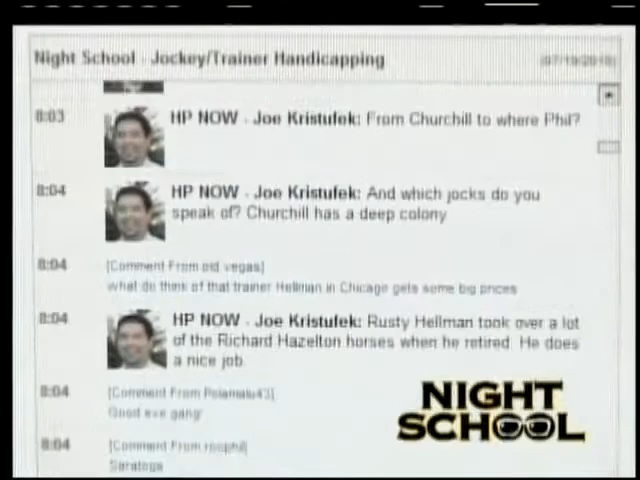 Night School - Jockey/Trainer Handicapping
8:03
HP NOW - Joe Kristufek: From Churchill to where Phil?
8:04
HP NOW - Joe Kristufek: And which jocks do you
speak of? Churchill has a deep colony
8:04
[Comment From old vegas]
what do think of that trainer Hellman in Chicago gets some big prices
8:04
HP NOW - Joe Kristufek: Rusty Hellman took over a lot
of the Richard Hazelton horses when he retired. He does
a nice job.
8:04
[Comment From Polamalu43]
Good eve gang
8:04
[Comment From
Saratoga
NIGHT
SCHOOL